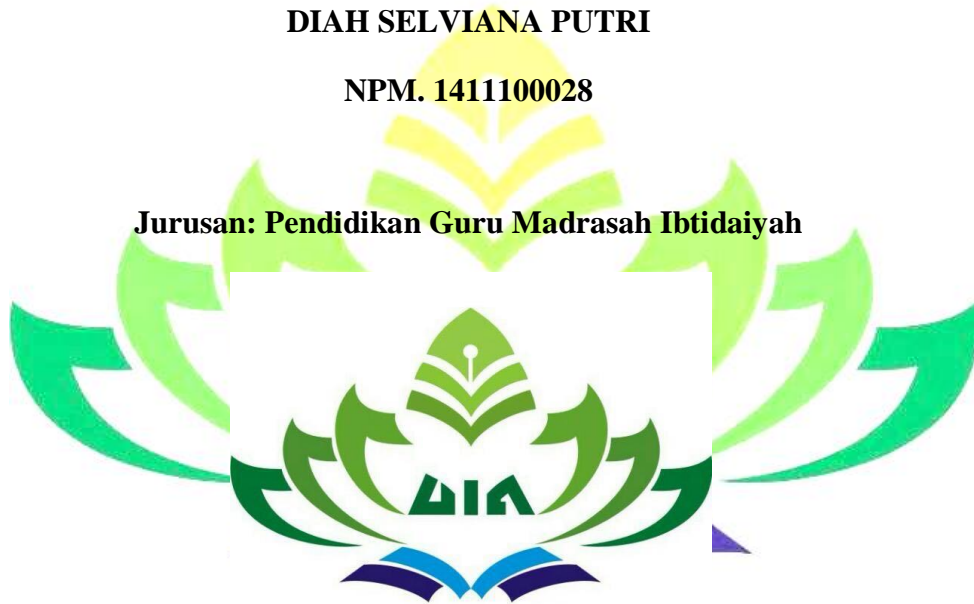 DIAH SELVIANA PUTRI
NPM. 1411100028
Jurusan: Pendidikan Guru Madrasah Ibtidaiyah
UIN